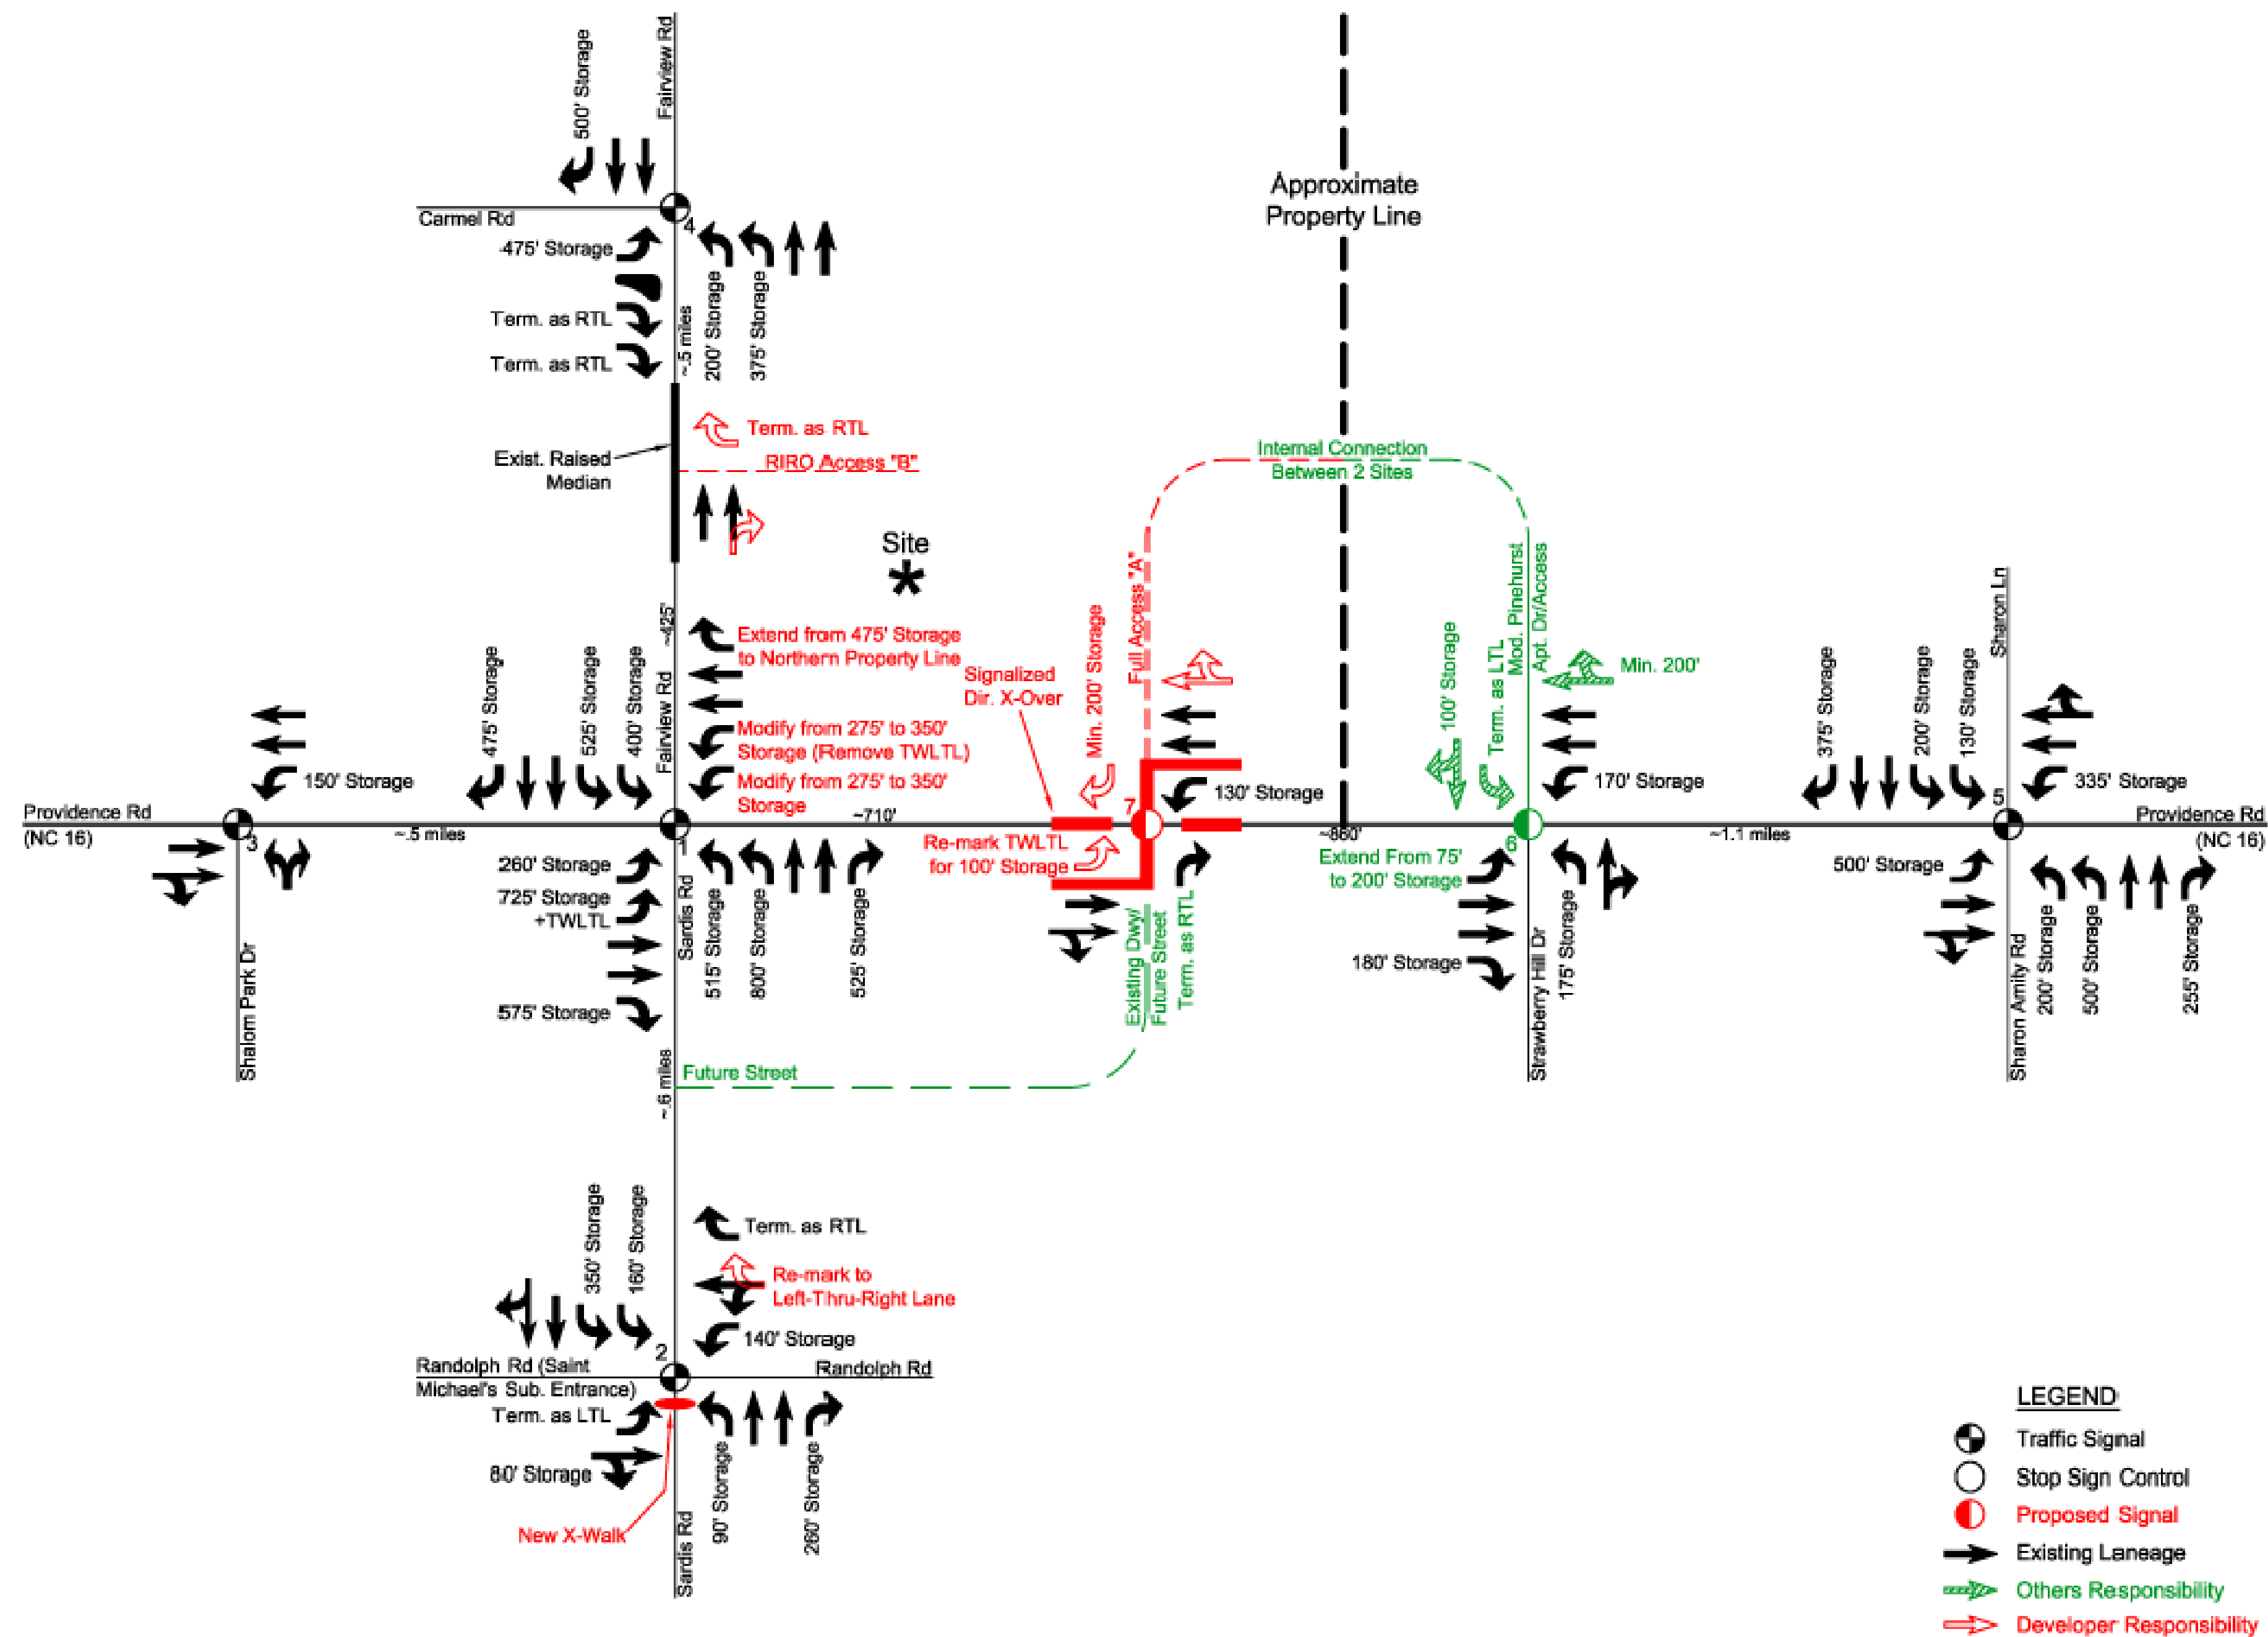 500' Storage
Fairview Rd
Carmel Rd
4
475' Storage
Term. as RTL
Term. as RTL
~.5 miles
200' Storage
375' Storage
Approximate
Property Line
Exist. Raised
Median
Term. as RTL
RIRO Access "B"
Internal Connection
Between 2 Sites
Site
*
~425'
Fairview Rd
Extend from 475' Storage
to Northern Property Line
Modify from 275' to 350'
Storage (Remove TWLTL)
Modify from 275' to 350'
Storage
Signalized
Dir. X-Over
Min. 200' Storage
Full Access "A"
100' Storage
Term. as LTL
Mod. Pinehurst
Apt. Dr/Access
Min. 200'
Sharon Ln
475' Storage
525' Storage
400' Storage
150' Storage
130' Storage
170' Storage
375' Storage
200' Storage
130' Storage
335' Storage
Providence Rd
(NC 16)
3
~.5 miles
1
~710'
7
~860'
6
~1.1 miles
5
Providence Rd
(NC 16)
260' Storage
725' Storage
+TWLTL
575' Storage
Sardis Rd
515' Storage
800' Storage
525' Storage
Re-mark TWLTL
for 100' Storage
Existing Dwy/
Future Street
Term. as RTL
Extend From 75'
to 200' Storage
180' Storage
175' Storage
Strawberry Hill Dr
500' Storage
Sharon Amity Rd
200' Storage
500' Storage
255' Storage
Shalom Park Dr
~.6 miles
Future Street
350' Storage
160' Storage
Term. as RTL
Re-mark to
Left-Thru-Right Lane
140' Storage
2
Randolph Rd (Saint
Michael's Sub. Entrance)
Randolph Rd
Term. as LTL
80' Storage
New X-Walk
Sardis Rd
90' Storage
260' Storage
LEGEND
Traffic Signal
Stop Sign Control
Proposed Signal
Existing Laneage
Others Responsibility
Developer Responsibility